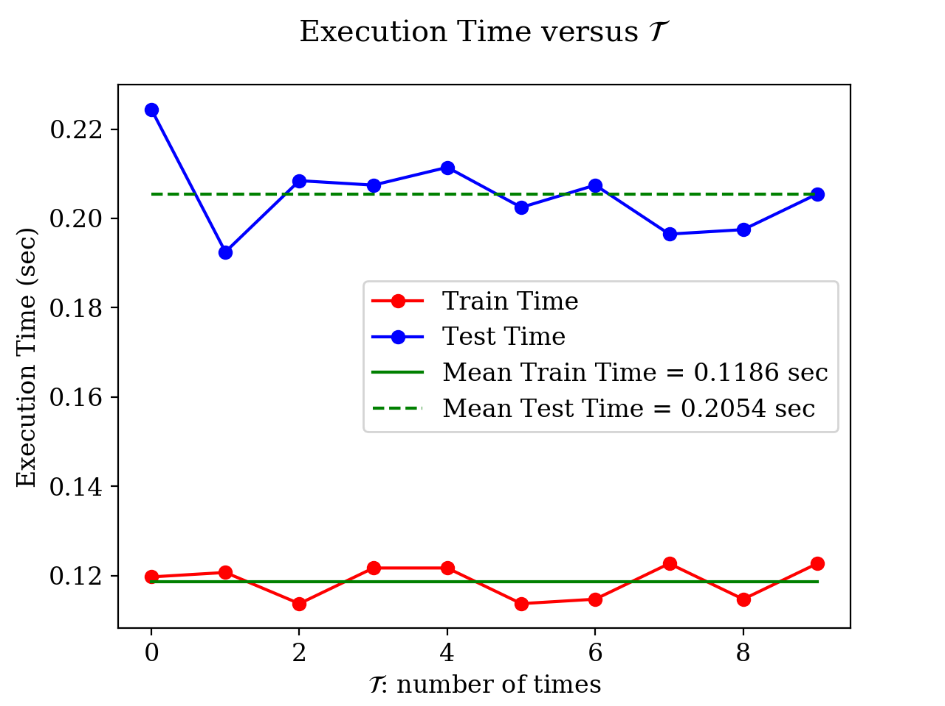 Execution Time versus 𝒯
0.22
0.20
0.18
0.16
0.14
0.12
Execution Time (sec)
Train Time
Test Time
Mean Train Time = 0.1186 sec
Mean Test Time = 0.2054 sec
0 2 4 6 8
𝒯: number of times